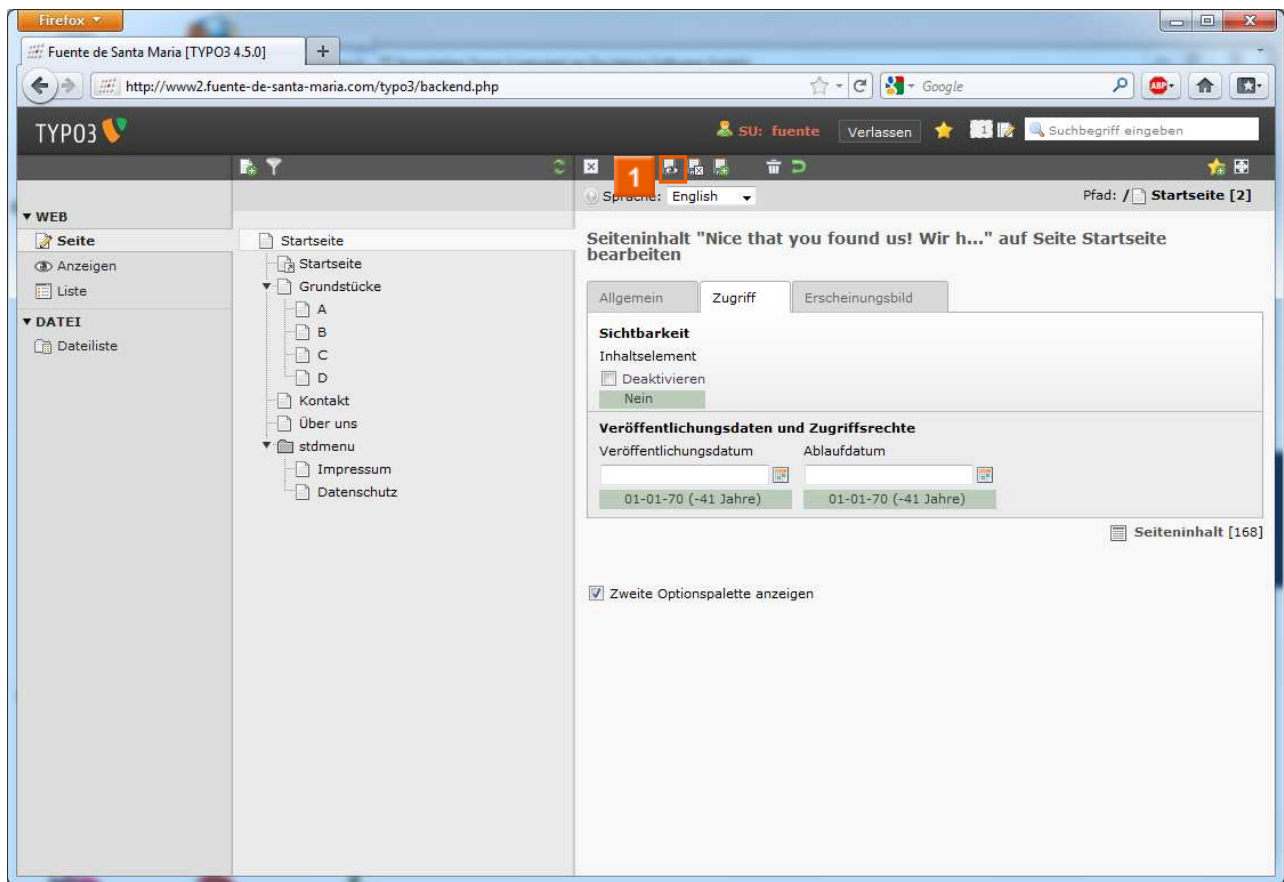 Firefox
Fuente de Santa Maria [TYPO3 4.5.0]
http://www2.fuente-de-santa-maria.com/typo3/backend.php
Google
ABP
TYPO3
SU: fuente
Verlassen
1
Suchbegriff eingeben
1
Sprache: English
Pfad: / Startseite [2]
WEB
Seite
Anzeigen
Liste
DATEI
Dateiliste
Startseite
Startseite
Grundstücke
A
B
C
D
Kontakt
Über uns
stdmenu
Impressum
Datenschutz
Seiteninhalt "Nice that you found us! Wir h..." auf Seite Startseite
bearbeiten
Allgemein
Zugriff
Erscheinungsbild
Sichtbarkeit
Inhaltselement
Deaktivieren
Nein
Veröffentlichungsdaten und Zugriffsrechte
Veröffentlichungsdatum
Ablaufdatum
01-01-70 (-41 Jahre)
01-01-70 (-41 Jahre)
Seiteninhalt [168]
Zweite Optionspalette anzeigen